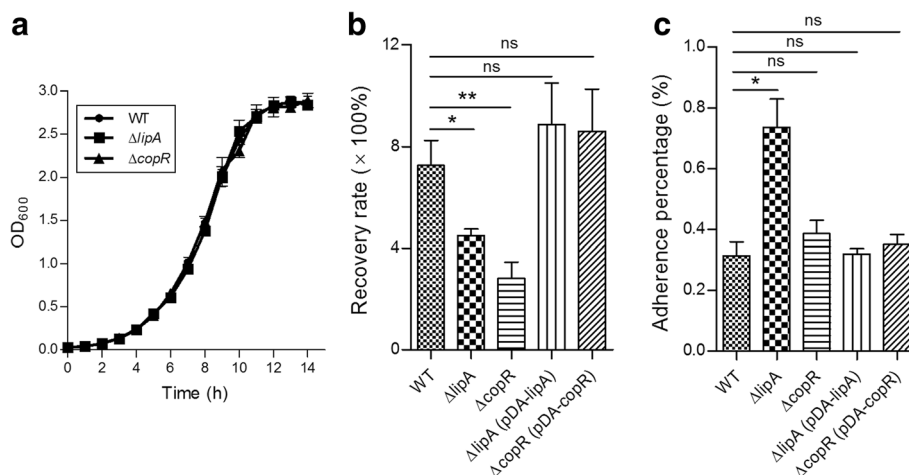 a
3.0
2.5
2.0
1.5
1.0
0.5
0.0
OD600
WT
ΔlipA
ΔcopR
0 2 4 6 8 10 12 14
Time (h)
b
12
8
4
0
Recovery rate ( × 100%)
ns
ns
**
*
WT
ΔlipA
ΔcopR
ΔlipA (pDA-lipA)
ΔcopR (pDA-copR)
c
1.0
0.8
0.6
0.4
0.2
0.0
Adherence percentage (%)
ns
ns
ns
*
WT
ΔlipA
ΔcopR
ΔlipA (pDA-lipA)
ΔcopR (pDA-copR)